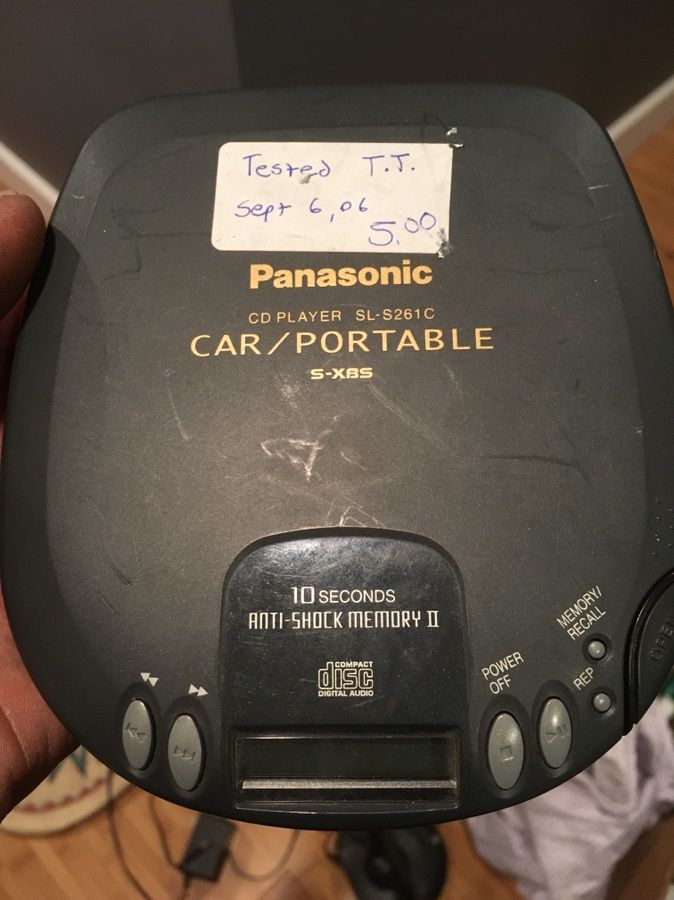 Tested T.T.
Sept 6, 06
5.00
Panasonic
CD PLAYER SL-S261C
CAR/PORTABLE
S-XBS
10 SECONDS
ANTI-SHOCK MEMORY II
COMPACT
disc
DIGITAL AUDIO
MEMORY/
RECALL
POWER
OFF
REP
OPEN